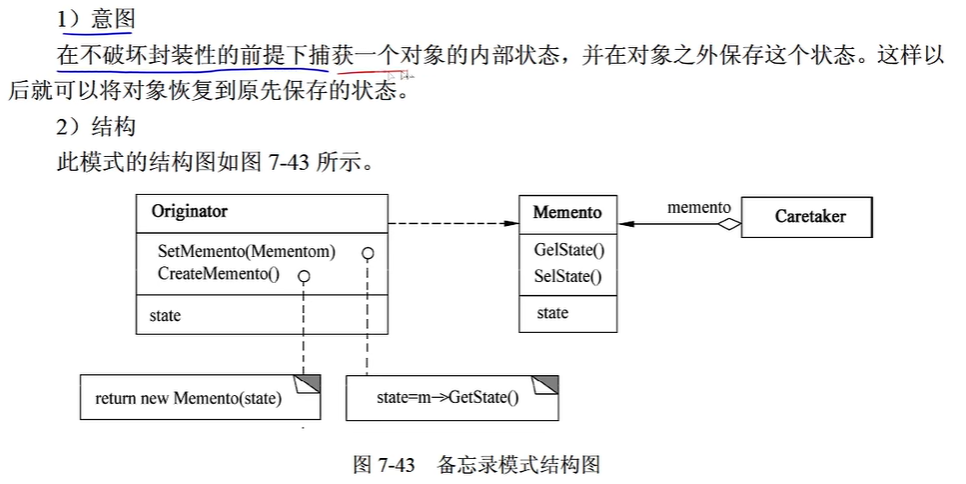 1）意图
在不破坏封装性的前提下捕获一个对象的内部状态，并在对象之外保存这个状态。这样以
后就可以将对象恢复到原先保存的状态。
2）结构
此模式的结构图如图 7-43 所示。
Originator
SetMemento(Mementom)
CreateMemento()
state
Memento
GelState()
SelState()
state
memento
Caretaker
return new Memento(state)
state=m->GetState()
图 7-43 备忘录模式结构图